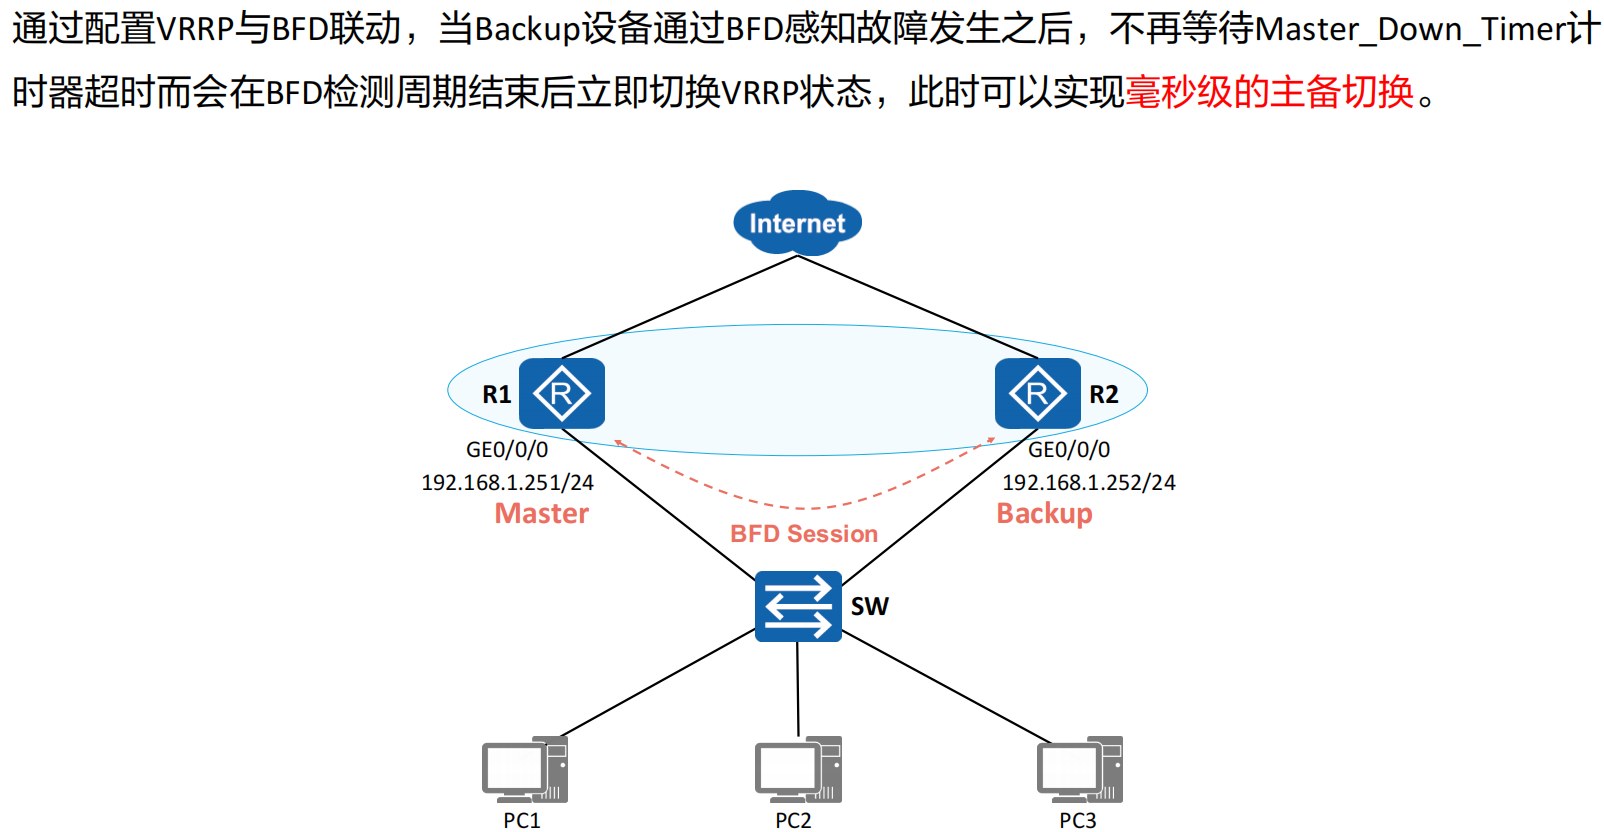 通过配置VRRP与BFD联动，当Backup设备通过BFD感知故障发生之后，不再等待Master_Down_Timer计
时器超时而会在BFD检测周期结束后立即切换VRRP状态，此时可以实现毫秒级的主备切换。
Internet
R1
R
R
R2
GE0/0/0
GE0/0/0
192.168.1.251/24
192.168.1.252/24
Master
Backup
BFD Session
SW
PC1
PC2
PC3